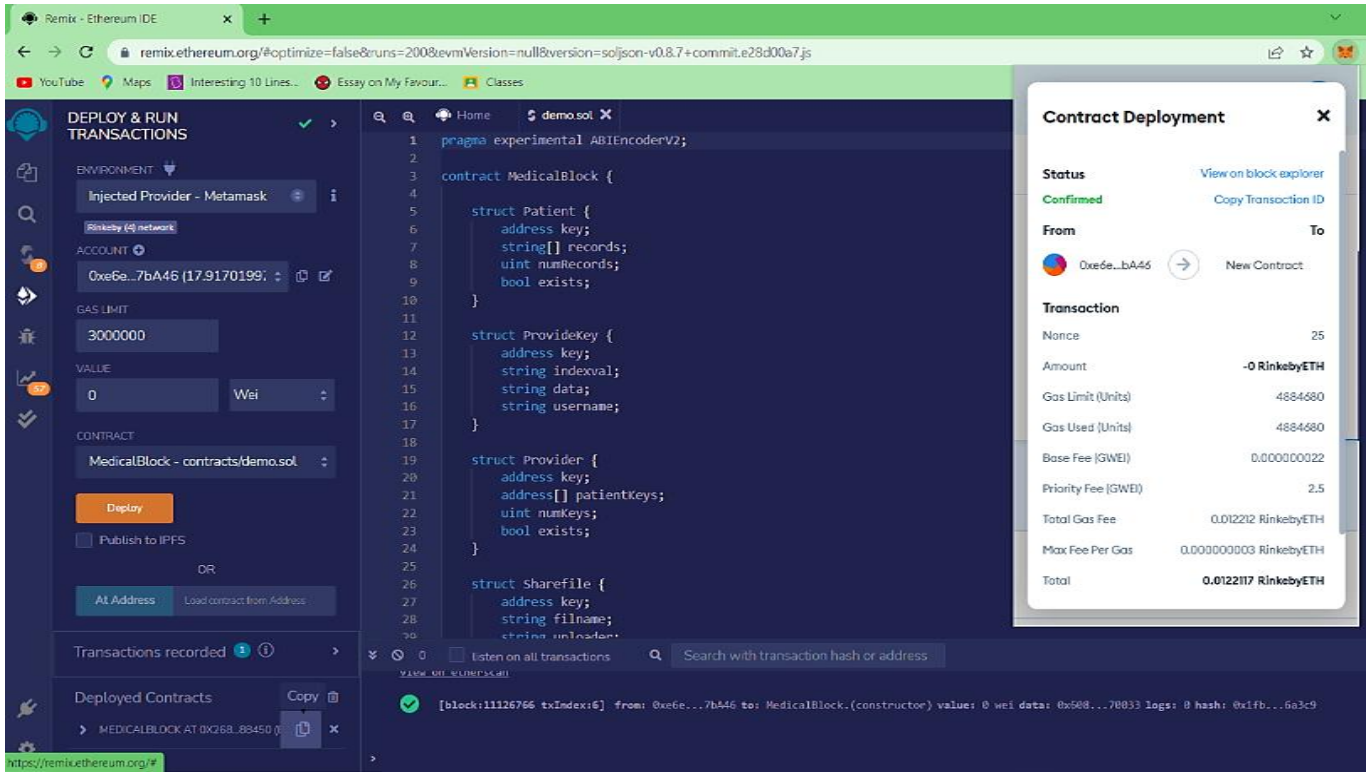 Remix - Ethereum IDE
remix.ethereum.org/#optimize=false&runs=200&evmVersion=null&version=soljson-v0.8.7+commit.e28d00a7.js
YouTube Maps Interesting 10 Lines... Essay on My Favour... Classes
DEPLOY & RUN
TRANSACTIONS
ENVIRONMENT
Injected Provider - Metamask
Rinkeby (4) network
ACCOUNT
0xe6e...7bA46 (17.91701997
GAS LIMIT
3000000
VALUE
0 Wei
CONTRACT
MedicalBlock - contracts/demo.sol
Deploy
Publish to IPFS
OR
At Address Load contract from Address
Transactions recorded 1
Deployed Contracts Copy
MEDICALBLOCK AT 0X268...88450
https://remix.ethereum.org/#
57
Home demo.sol
1 pragma experimental ABIEncoderV2;
2
3 contract MedicalBlock {
4
5 struct Patient {
6 address key;
7 string[] records;
8 uint numRecords;
9 bool exists;
10 }
11
12 struct ProvideKey {
13 address key;
14 string indexval;
15 string data;
16 string username;
17 }
18
19 struct Provider {
20 address key;
21 address[] patientKeys;
22 uint numKeys;
23 bool exists;
24 }
25
26 struct Sharefile {
27 address key;
28 string filname;
29 string uploader;
0 listen on all transactions Search with transaction hash or address
view on etherscan
[block:11126766 txIndex:6] from: 0xe6e...7bA46 to: MedicalBlock.(constructor) value: 0 wei data: 0x608...70033 logs: 0 hash: 0x1fb...6a3c9
Contract Deployment
Status View on block explorer
Confirmed Copy Transaction ID
From To
0xe6e...bA46 New Contract
Transaction
Nonce 25
Amount -0 RinkebyETH
Gas Limit (Units) 4884680
Gas Used (Units) 4884680
Base Fee (GWEI) 0.000000022
Priority Fee (GWEI) 2.5
Total Gas Fee 0.012212 RinkebyETH
Max Fee Per Gas 0.000000003 RinkebyETH
Total 0.0122117 RinkebyETH